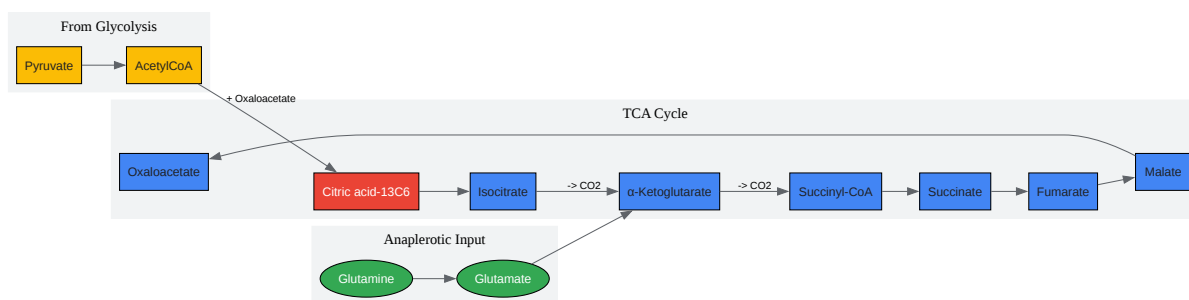 From Glycolysis
Pyruvate
AcetylCoA
+ Oxaloacetate
TCA Cycle
Oxaloacetate
Citric acid-13C6
Isocitrate
-> CO2
α-Ketoglutarate
-> CO2
Succinyl-CoA
Succinate
Fumarate
Malate
Anaplerotic Input
Glutamine
Glutamate